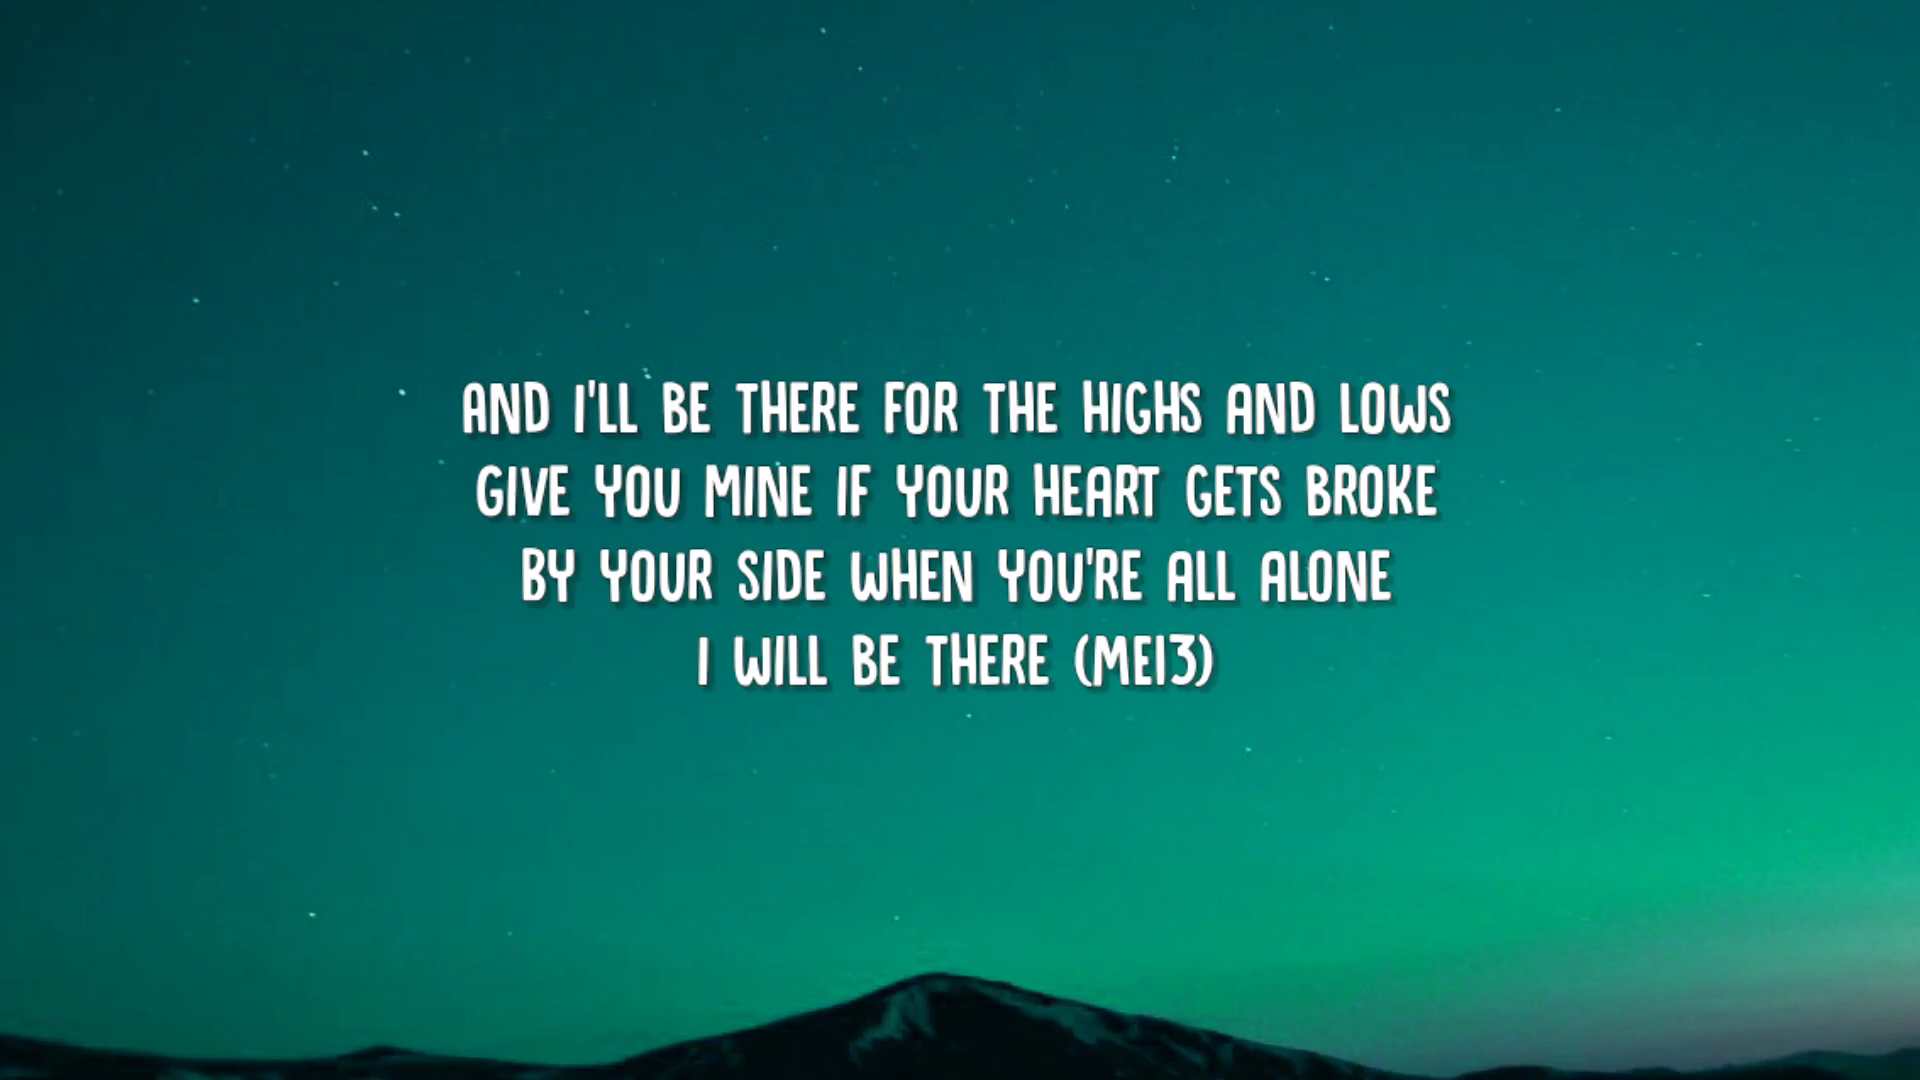 AND I'LL BE THERE FOR THE HIGHS AND LOWS
GIVE YOU MINE IF YOUR HEART GETS BROKE
BY YOUR SIDE WHEN YOU'RE ALL ALONE
I WILL BE THERE (MEI3)